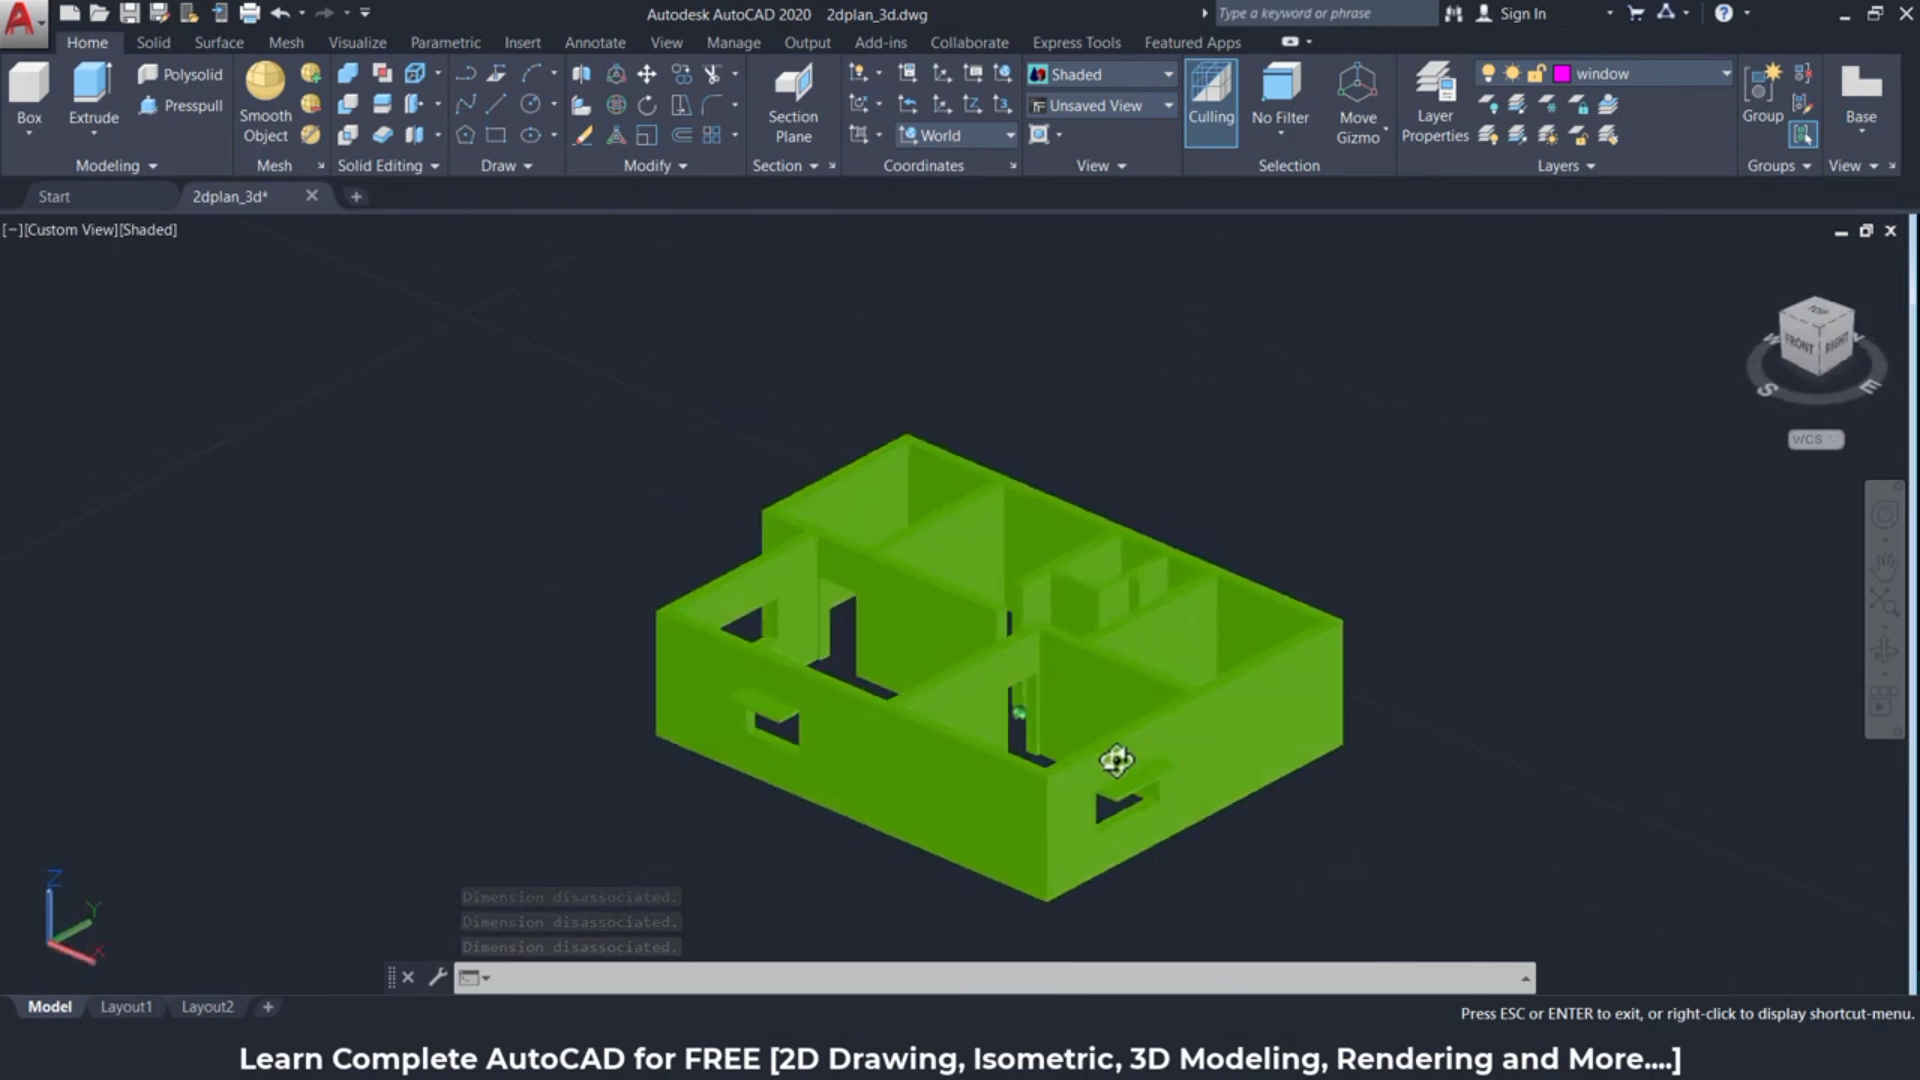 Autodesk AutoCAD 2020 2dplan_3d.dwg
Type a keyword or phrase
Sign In
Home Solid Surface Mesh Visualize Parametric Insert Annotate View Manage Output Add-ins Collaborate Express Tools Featured Apps
Box
Extrude
Polysolid
Presspull
Smooth Object
Section Plane
World
Shaded
Unsaved View
Culling
No Filter
Move Gizmo
Layer Properties
window
Group
Base
Modeling Mesh Solid Editing Draw Modify Section Coordinates View Selection Layers Groups View
Start 2dplan_3d*
[−][Custom View][Shaded]
TOP
FRONT RIGHT
S E
WCS
Z
Y
X
Dimension disassociated.
Dimension disassociated.
Dimension disassociated.
Model Layout1 Layout2
Press ESC or ENTER to exit, or right-click to display shortcut-menu.
Learn Complete AutoCAD for FREE [2D Drawing, Isometric, 3D Modeling, Rendering and More....]